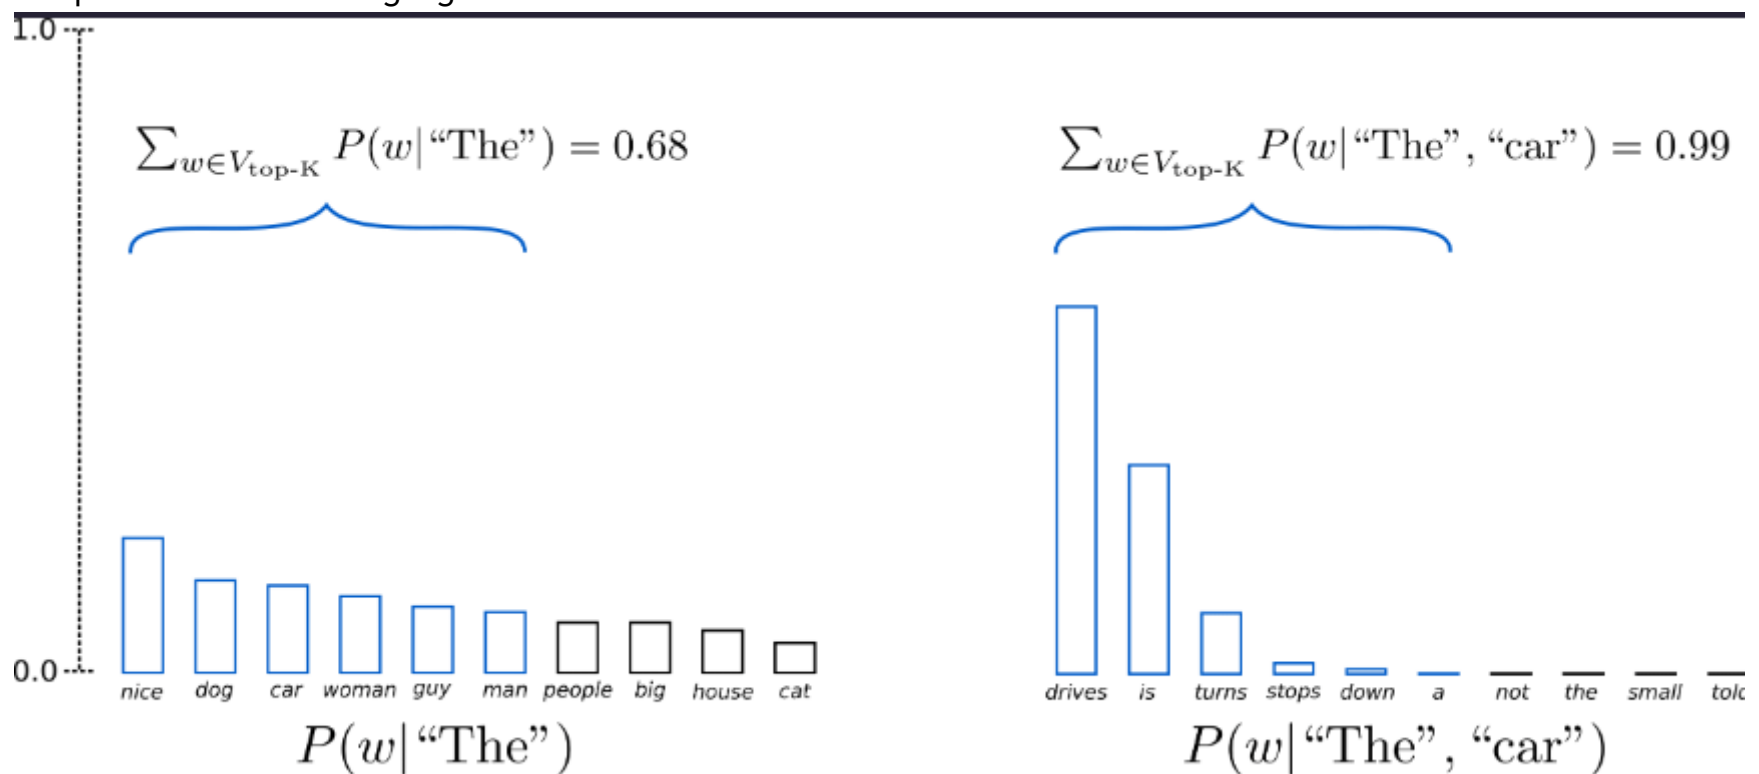 1.0
∑w∈Vtop-K P(w|“The”) = 0.68
∑w∈Vtop-K P(w|“The”, “car”) = 0.99
0.0
nice dog car woman guy man people big house cat
drives is turns stops down a not the small told
P(w|“The”)
P(w|“The”, “car”)